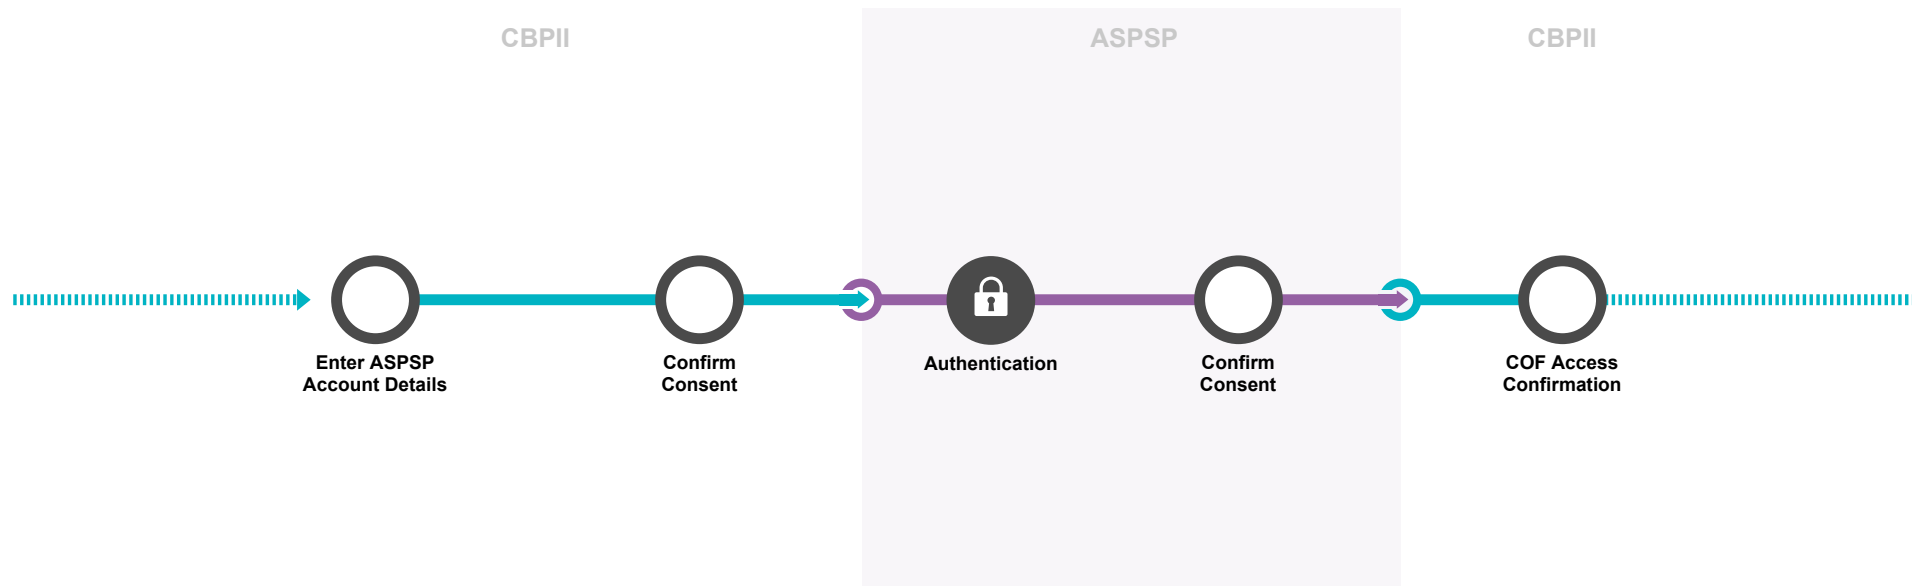 CBPII
ASPSP
CBPII
Enter ASPSP
Account Details
Confirm
Consent
Authentication
Confirm
Consent
COF Access
Confirmation